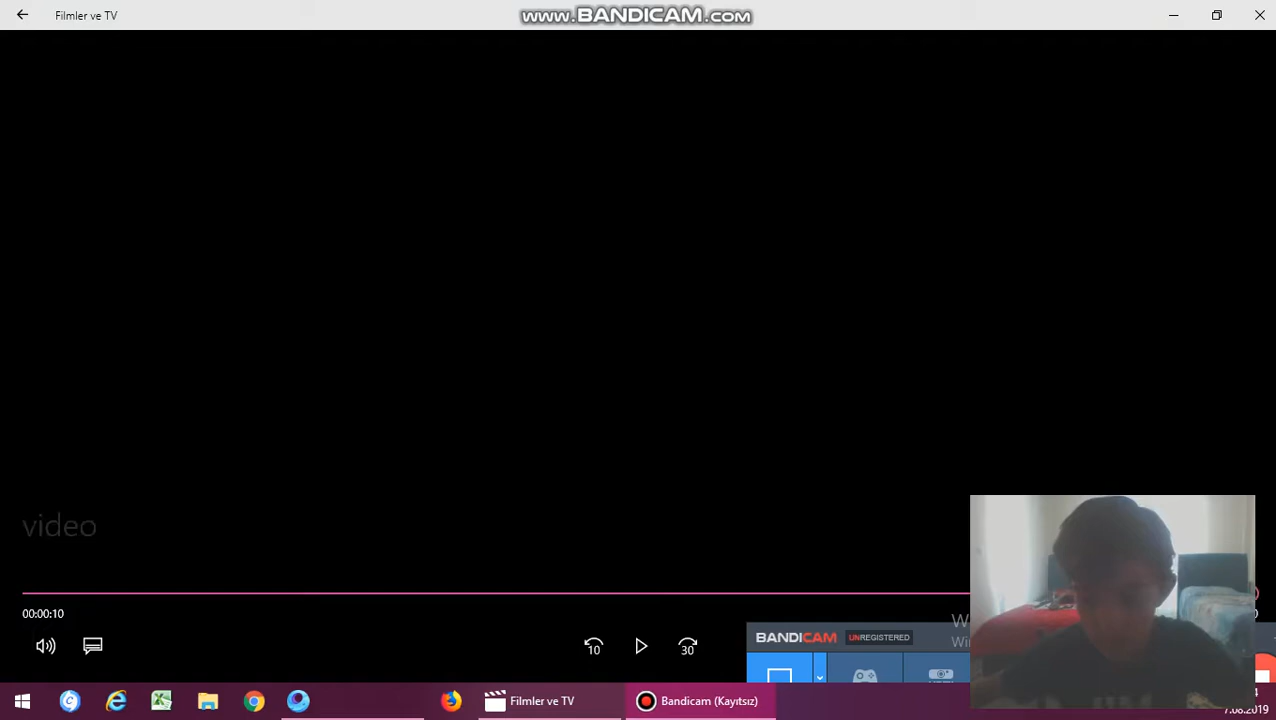 Filmler ve TV
www.BANDICAM.com
video
00:00:10
10
30
BANDICAM UNREGISTERED
Filmler ve TV
Bandicam (Kayıtsız)
7.08.2019